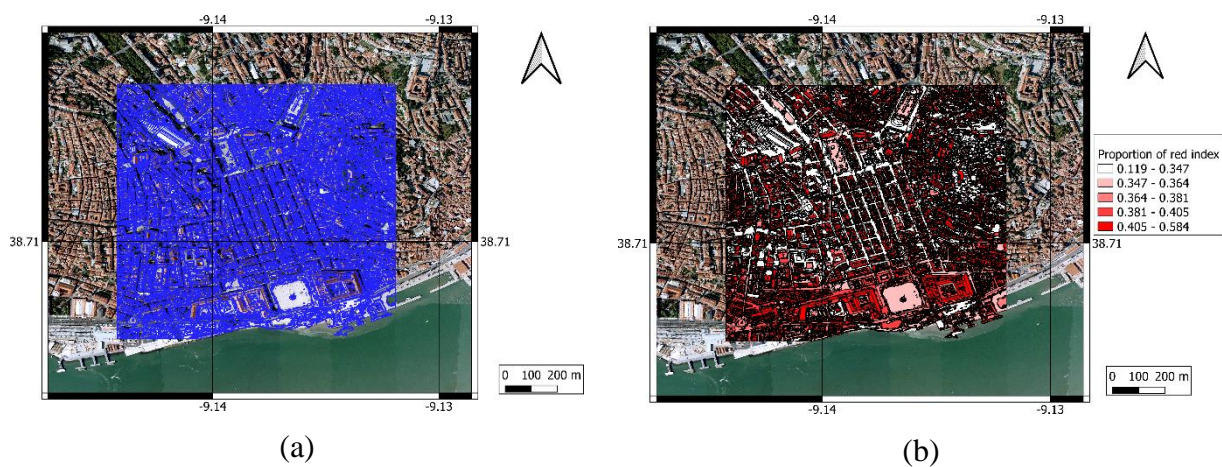 -9.14 -9.13
38.71 38.71
0 100 200 m
-9.14 -9.13
(a)
-9.14 -9.13
Proportion of red index
0.119 - 0.347
0.347 - 0.364
0.364 - 0.381
0.381 - 0.405
0.405 - 0.584
38.71
0 100 200 m
-9.14 -9.13
(b)